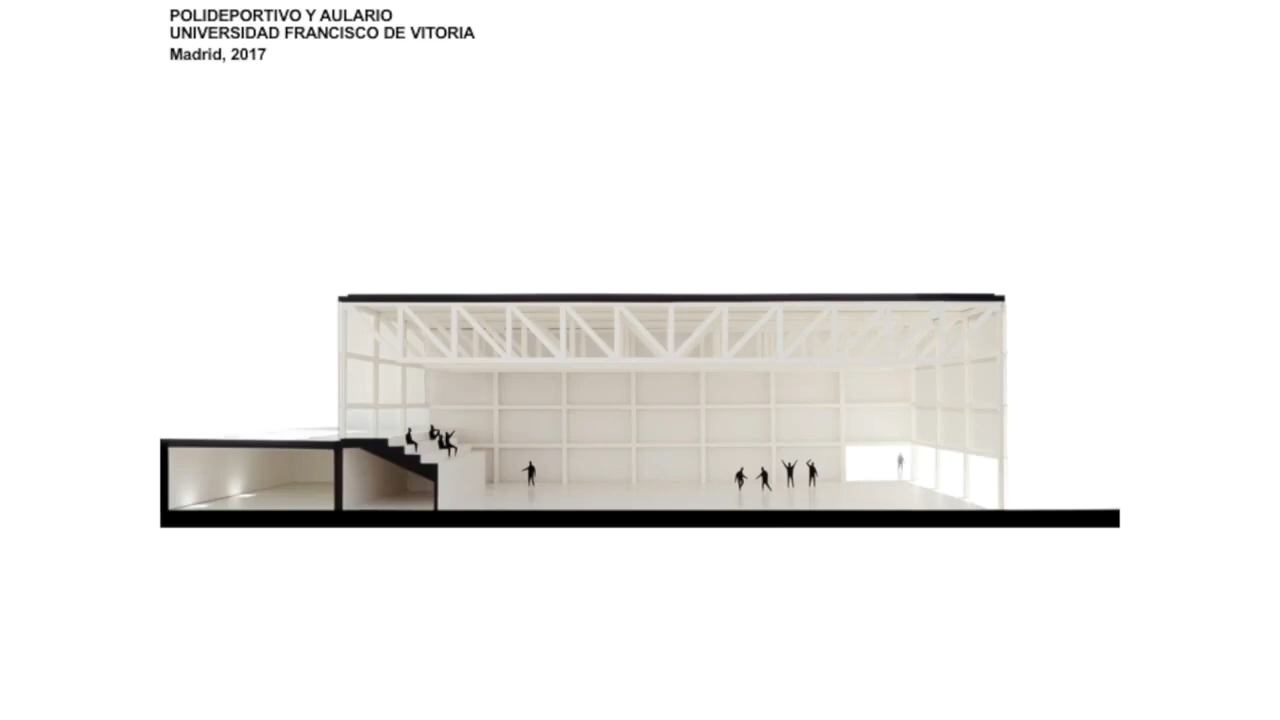 POLIDEPORTIVO Y AULARIO
UNIVERSIDAD FRANCISCO DE VITORIA
Madrid, 2017